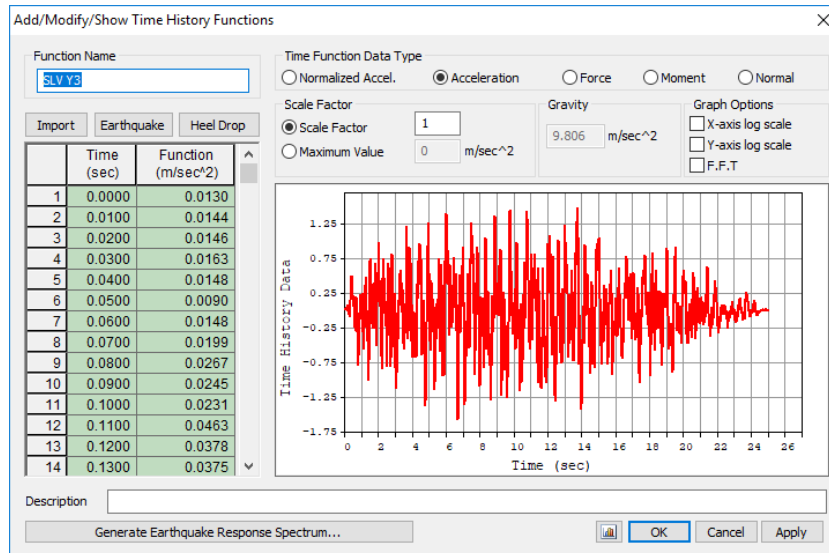 Add/Modify/Show Time History Functions
Function Name
SLV Y3
Time Function Data Type
Normalized Accel. Acceleration Force Moment Normal
Import Earthquake Heel Drop
Scale Factor
Scale Factor 1
Maximum Value 0 m/sec^2
Gravity
9.806 m/sec^2
Graph Options
X-axis log scale
Y-axis log scale
F.F.T
Time (sec) Function (m/sec^2)
1 0.0000 0.0130
2 0.0100 0.0144
3 0.0200 0.0146
4 0.0300 0.0163
5 0.0400 0.0148
6 0.0500 0.0090
7 0.0600 0.0148
8 0.0700 0.0199
9 0.0800 0.0267
10 0.0900 0.0245
11 0.1000 0.0231
12 0.1100 0.0463
13 0.1200 0.0378
14 0.1300 0.0375
Time History Data
1.25
0.75
0.25
-0.25
-0.75
-1.25
-1.75
0 2 4 6 8 10 12 14 16 18 20 22 24 26
Time (sec)
Description
Generate Earthquake Response Spectrum... OK Cancel Apply